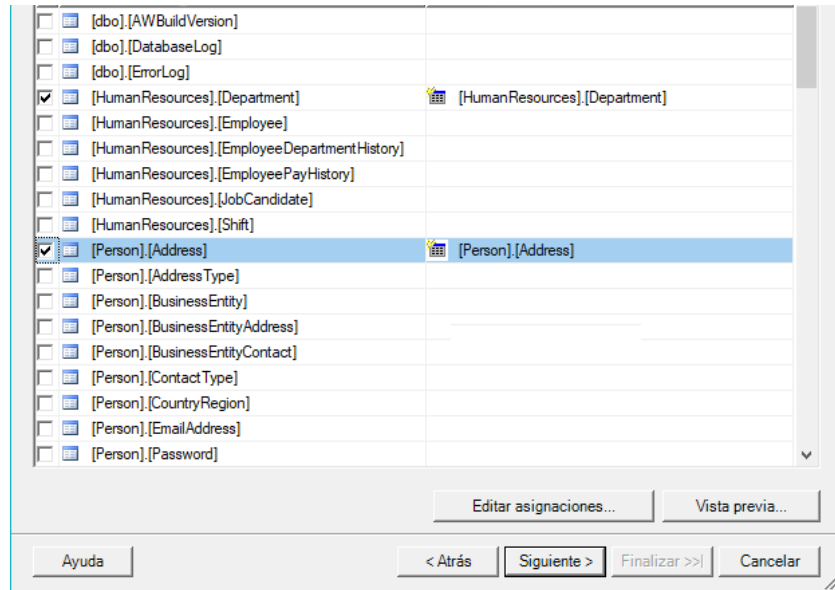 [dbo].[AWBuildVersion]
[dbo].[DatabaseLog]
[dbo].[ErrorLog]
[HumanResources].[Department] [HumanResources].[Department]
[HumanResources].[Employee]
[HumanResources].[EmployeeDepartmentHistory]
[HumanResources].[EmployeePayHistory]
[HumanResources].[JobCandidate]
[HumanResources].[Shift]
[Person].[Address] [Person].[Address]
[Person].[AddressType]
[Person].[BusinessEntity]
[Person].[BusinessEntityAddress]
[Person].[BusinessEntityContact]
[Person].[ContactType]
[Person].[CountryRegion]
[Person].[EmailAddress]
[Person].[Password]
Editar asignaciones... Vista previa...
Ayuda < Atrás Siguiente > Finalizar >>| Cancelar